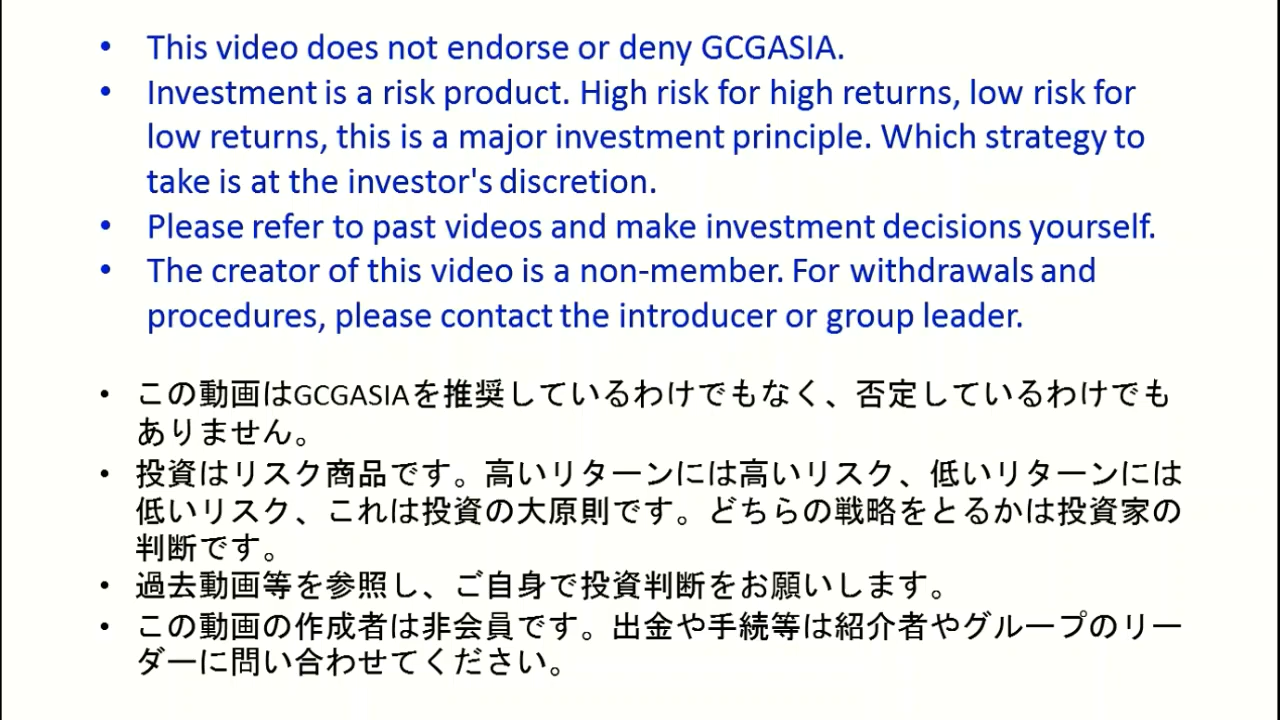 • This video does not endorse or deny GCGASIA.
• Investment is a risk product. High risk for high returns, low risk for
low returns, this is a major investment principle. Which strategy to
take is at the investor's discretion.
• Please refer to past videos and make investment decisions yourself.
• The creator of this video is a non-member. For withdrawals and
procedures, please contact the introducer or group leader.
• この動画はGCGASIAを推奨しているわけでもなく、否定しているわけでも
ありません。
• 投資はリスク商品です。高いリターンには高いリスク、低いリターンには
低いリスク、これは投資の大原則です。どちらの戦略をとるかは投資家の
判断です。
• 過去動画等を参照し、ご自身で投資判断をお願いします。
• この動画の作成者は非会員です。出金や手続等は紹介者やグループのリー
ダーに問い合わせてください。